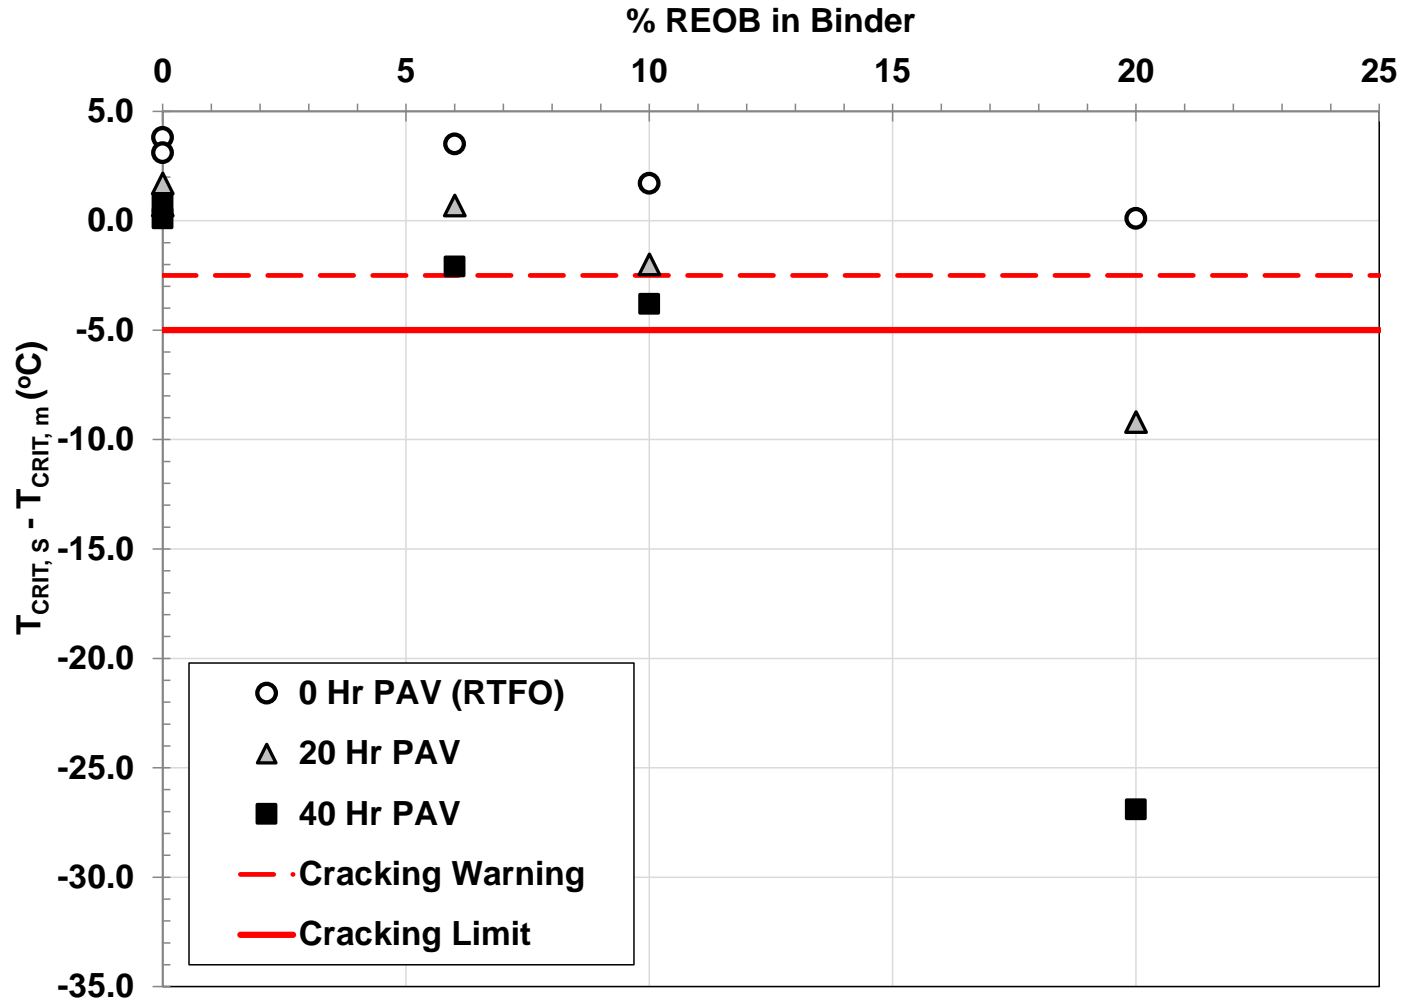 % REOB in Binder
0 5 10 15 20 25
5.0
0.0
-5.0
-10.0
-15.0
-20.0
-25.0
-30.0
-35.0
TCRIT, S - TCRIT, m (oC)
0 Hr PAV (RTFO)
20 Hr PAV
40 Hr PAV
Cracking Warning
Cracking Limit